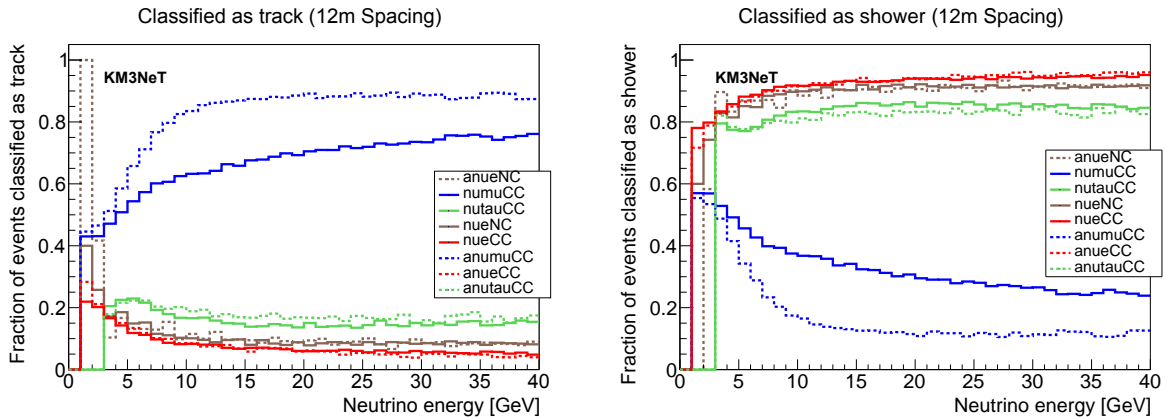 Classified as track (12m Spacing)
Fraction of events classified as track
1
0.8
0.6
0.4
0.2
0
KM3NeT
anueNC
numuCC
nutauCC
nueNC
nueCC
anumuCC
anueCC
anutauCC
0 5 10 15 20 25 30 35 40
Neutrino energy [GeV]
Classified as shower (12m Spacing)
Fraction of events classified as shower
1
0.8
0.6
0.4
0.2
0
KM3NeT
anueNC
numuCC
nutauCC
nueNC
nueCC
anumuCC
anueCC
anutauCC
0 5 10 15 20 25 30 35 40
Neutrino energy [GeV]